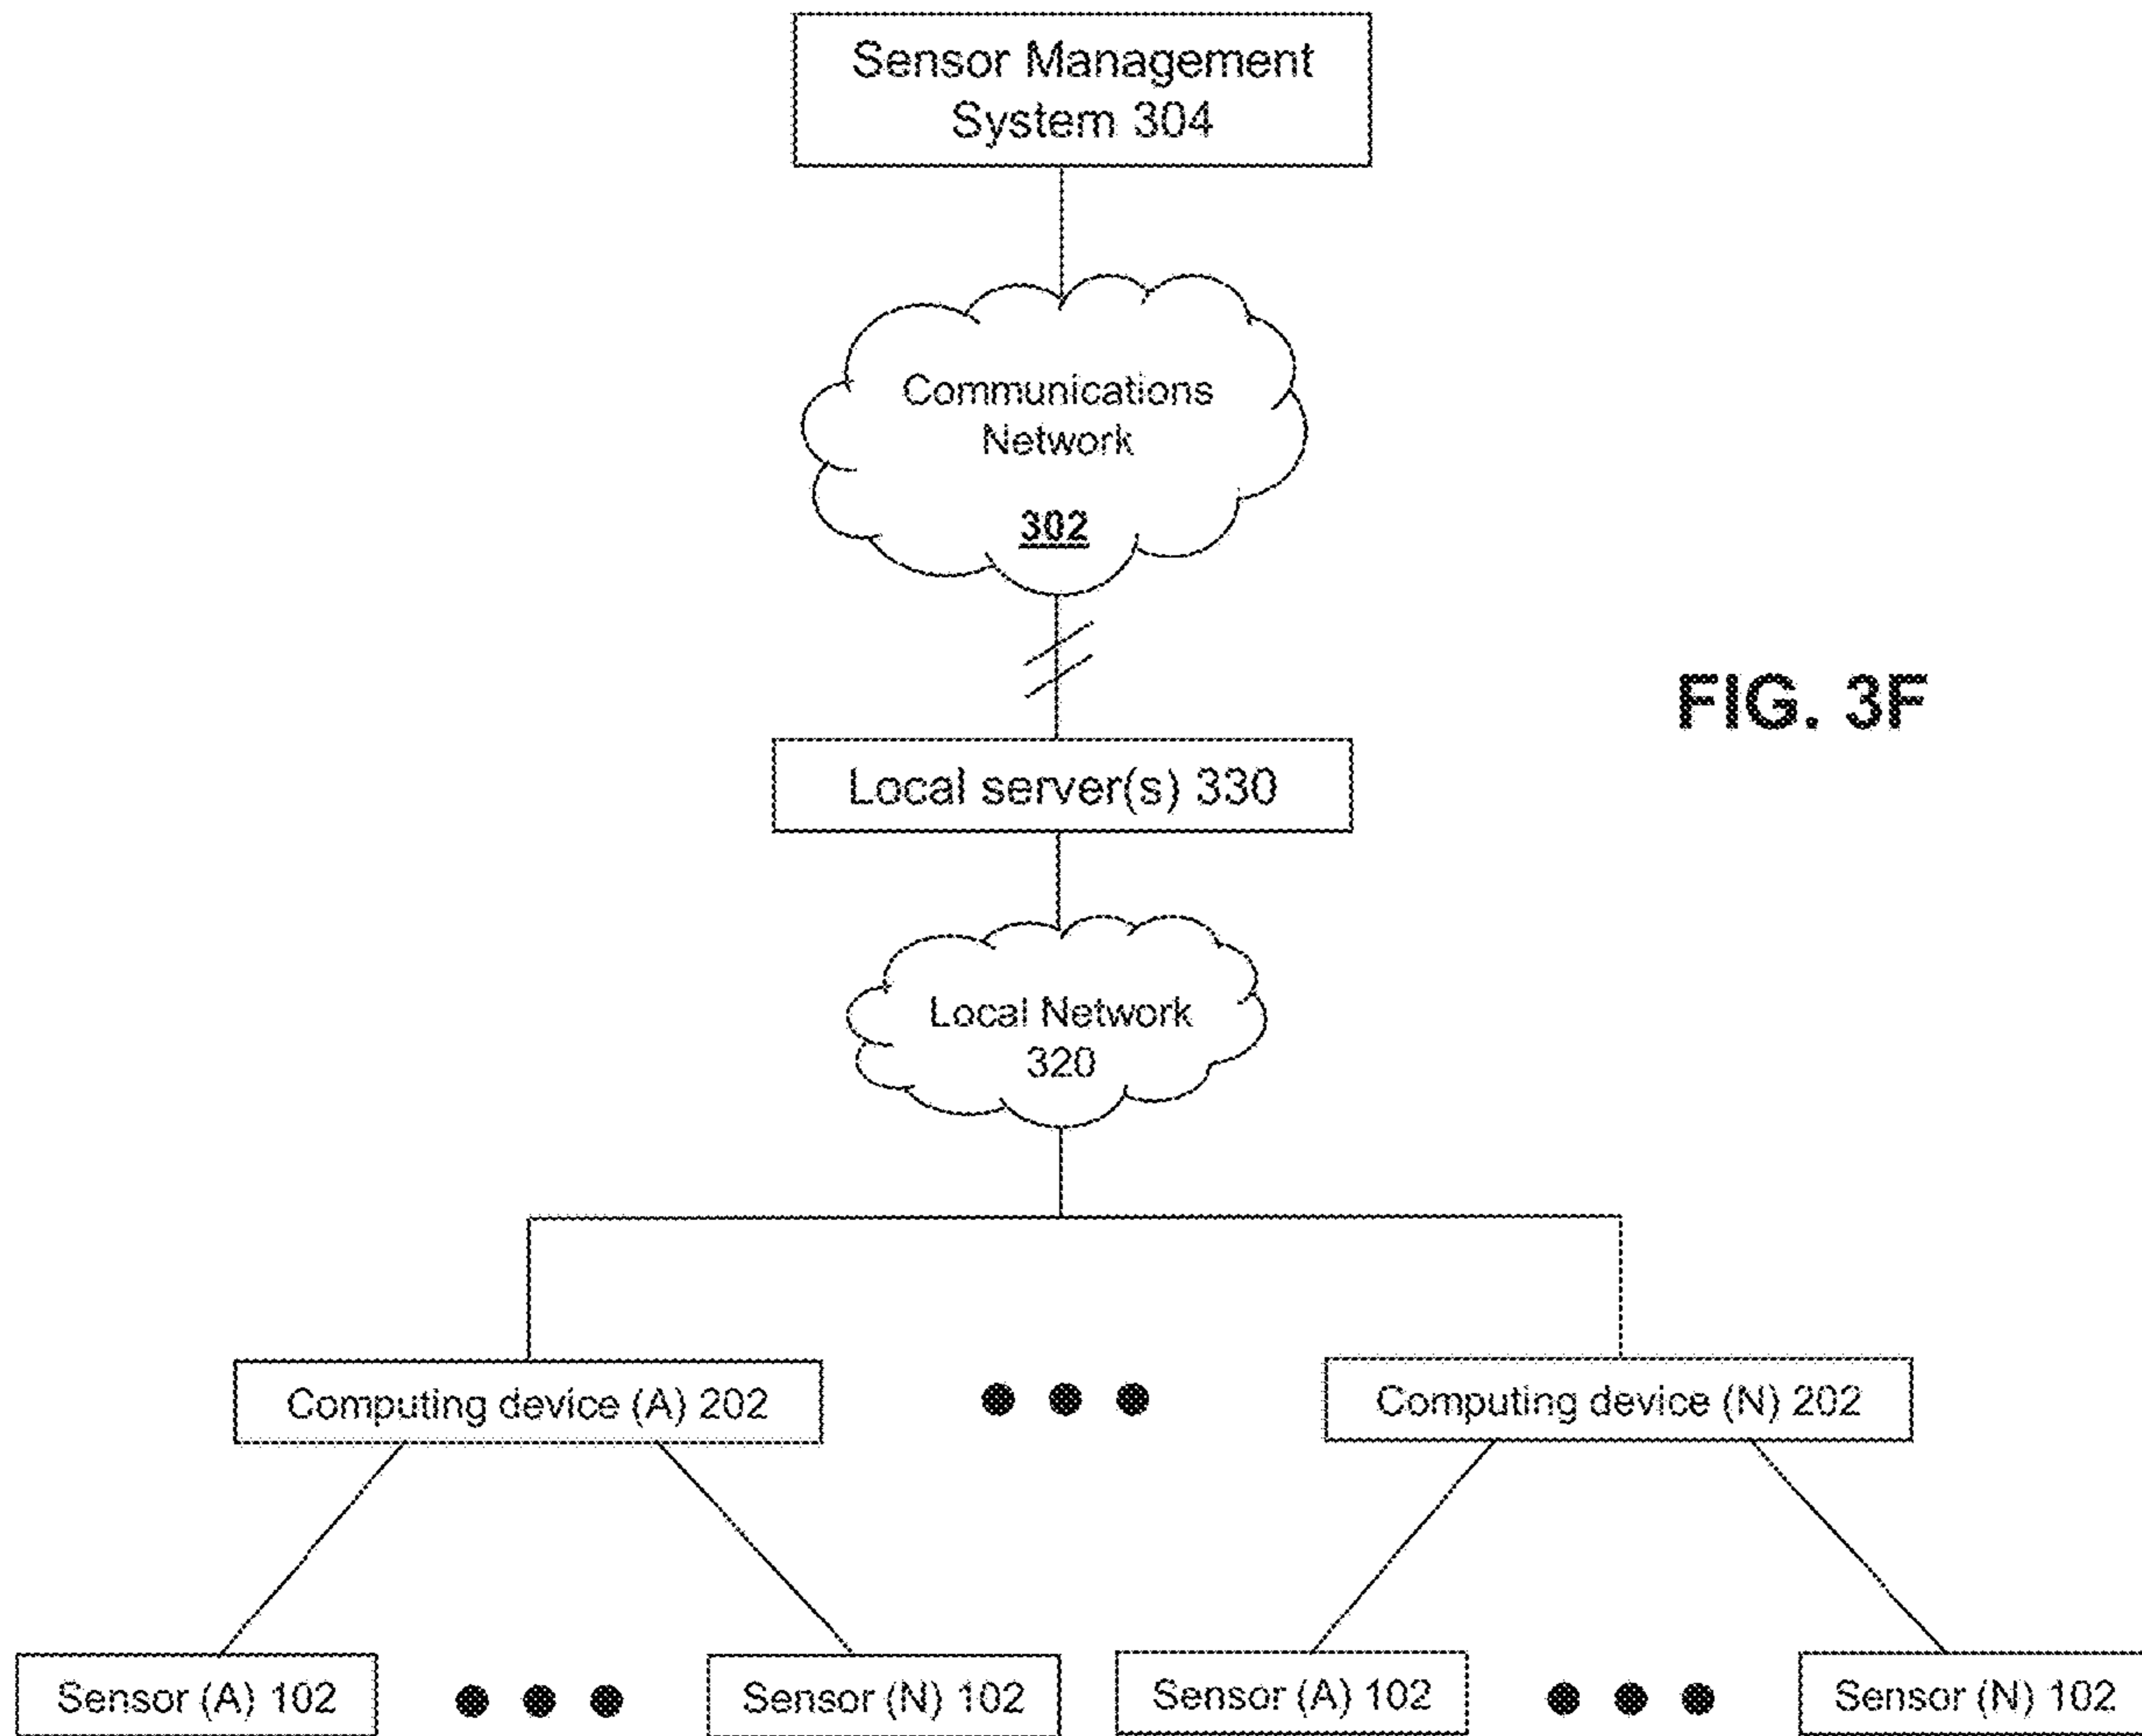 Sensor Management
System 304
Communications
Network
302
FIG. 3F
Local server(s) 330
Local Network
320
Computing device (A) 202
Computing device (N) 202
Sensor (A) 102
Sensor (N) 102
Sensor (A) 102
Sensor (N) 102